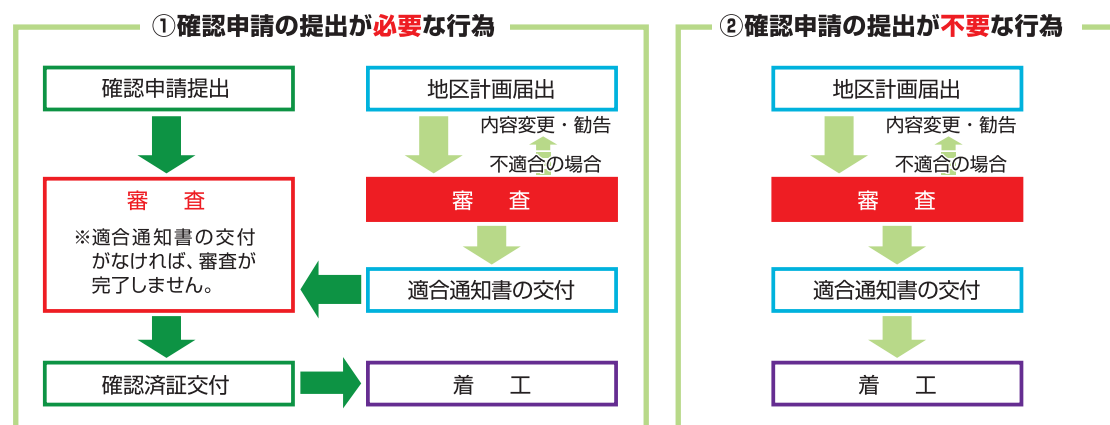 ①確認申請の提出が必要な行為
確認申請提出
審　査
※適合通知書の交付
がなければ、審査が
完了しません。
確認済証交付
地区計画届出
内容変更・勧告
不適合の場合
審　査
適合通知書の交付
着　工
②確認申請の提出が不要な行為
地区計画届出
内容変更・勧告
不適合の場合
審　査
適合通知書の交付
着　工